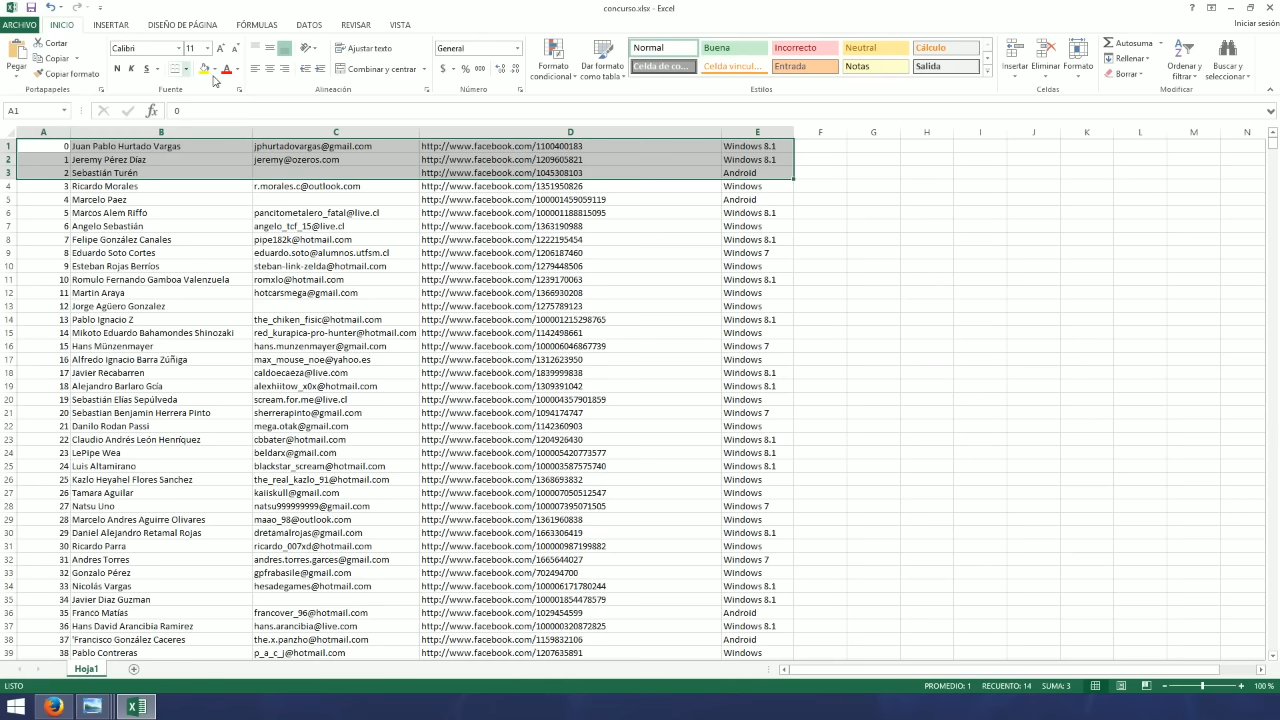 concurso.xlsx - Excel
ARCHIVO INICIO INSERTAR DISEÑO DE PÁGINA FÓRMULAS DATOS REVISAR VISTA Iniciar sesión
Pegar
Cortar
Copiar
Copiar formato
Portapapeles
Calibri 11
N K S
Fuente
Ajustar texto
Combinar y centrar
Alineación
General
$ % 000
Número
Formato condicional
Dar formato como tabla
Normal Buena Incorrecto Neutral Cálculo
Celda de co... Celda vincul... Entrada Notas Salida
Estilos
Insertar Eliminar Formato
Celdas
Autosuma
Rellenar
Borrar
Ordenar y filtrar
Buscar y seleccionar
Modificar
A1 fx 0
A B C D E F G H I J K L M N
1 0 Juan Pablo Hurtado Vargas jphurtadovargas@gmail.com http://www.facebook.com/1100400183 Windows 8.1
2 1 Jeremy Pérez Díaz jeremy@ozeros.com http://www.facebook.com/1209605821 Windows 8.1
3 2 Sebastián Turén http://www.facebook.com/1045308103 Android
4 3 Ricardo Morales r.morales.c@outlook.com http://www.facebook.com/1351950826 Windows
5 4 Marcelo Paez http://www.facebook.com/100001459059119 Android
6 5 Marcos Alem Riffo pancitometalero_fatal@live.cl http://www.facebook.com/100001188815095 Windows 8.1
7 6 Angelo Sebastián angelo_tcf_15@live.cl http://www.facebook.com/1363190988 Windows
8 7 Felipe González Canales pipe182k@hotmail.com http://www.facebook.com/1222195454 Windows 8.1
9 8 Eduardo Soto Cortes eduardo.soto@alumnos.utfsm.cl http://www.facebook.com/1206187460 Windows 7
10 9 Esteban Rojas Berríos steban-link-zelda@hotmail.com http://www.facebook.com/1279448506 Windows
11 10 Romulo Fernando Gamboa Valenzuela romxlo@hotmail.com http://www.facebook.com/1239170063 Windows 8.1
12 11 Martin Araya hotcarsmega@gmail.com http://www.facebook.com/1366930208 Windows
13 12 Jorge Agüero Gonzalez http://www.facebook.com/1275789123 Windows
14 13 Pablo Ignacio Z the_chiken_fisic@hotmail.com http://www.facebook.com/100001215298765 Windows 8.1
15 14 Mikoto Eduardo Bahamondes Shinozaki red_kurapica-pro-hunter@hotmail.com http://www.facebook.com/1142498661 Windows
16 15 Hans Münzenmayer hans.munzenmayer@gmail.com http://www.facebook.com/100006046867739 Windows 7
17 16 Alfredo Ignacio Barra Zúñiga max_mouse_noe@yahoo.es http://www.facebook.com/1312623950 Windows
18 17 Javier Recabarren caldoecaeza@live.com http://www.facebook.com/1839999838 Windows 8.1
19 18 Alejandro Barlaro Gcía alexhiitow_x0x@hotmail.com http://www.facebook.com/1309391042 Windows 8.1
20 19 Sebastián Elías Sepúlveda scream.for.me@live.cl http://www.facebook.com/100004357901859 Windows
21 20 Sebastian Benjamin Herrera Pinto sherrerapinto@gmail.com http://www.facebook.com/1094174747 Windows 7
22 21 Danilo Rodan Passi mega.otak@gmail.com http://www.facebook.com/1142360903 Windows
23 22 Claudio Andrés León Henríquez cbbater@hotmail.com http://www.facebook.com/1204926430 Windows 8.1
24 23 LePipe Wea beldarx@gmail.com http://www.facebook.com/100005420773577 Windows 8.1
25 24 Luis Altamirano blackstar_scream@hotmail.com http://www.facebook.com/100003587575740 Windows 8.1
26 25 Kazlo Heyahel Flores Sanchez the_real_kazlo_91@hotmail.com http://www.facebook.com/1368693832 Windows
27 26 Tamara Aguilar kaiiskull@gmail.com http://www.facebook.com/100007050512547 Windows
28 27 Natsu Uno natsu999999999@gmail.com http://www.facebook.com/100007395071505 Windows 7
29 28 Marcelo Andres Aguirre Olivares maao_98@outlook.com http://www.facebook.com/1361960838 Windows
30 29 Daniel Alejandro Retamal Rojas dretamalrojas@gmail.com http://www.facebook.com/1663306419 Windows 8.1
31 30 Ricardo Parra ricardo_007xd@hotmail.com http://www.facebook.com/100000987199882 Windows
32 31 Andres Torres andres.torres.garces@gmail.com http://www.facebook.com/1665644027 Windows 7
33 32 Gonzalo Pérez gpfrabasile@gmail.com http://www.facebook.com/702494700 Windows
34 33 Nicolás Vargas hesadegames@hotmail.com http://www.facebook.com/100006171780244 Windows 8.1
35 34 Javier Diaz Guzman http://www.facebook.com/100001854478579 Windows
36 35 Franco Matías francover_96@hotmail.com http://www.facebook.com/1029454599 Android
37 36 Hans David Arancibia Ramirez hans.arancibia@live.com http://www.facebook.com/100000320872825 Windows 8.1
38 37 'Francisco González Caceres the.x.panzho@hotmail.com http://www.facebook.com/1159832106 Android
39 38 Pablo Contreras p_a_c_j@hotmail.com http://www.facebook.com/1207635891 Windows
Hoja1
LISTO PROMEDIO: 1 RECUENTO: 14 SUMA: 3 100 %